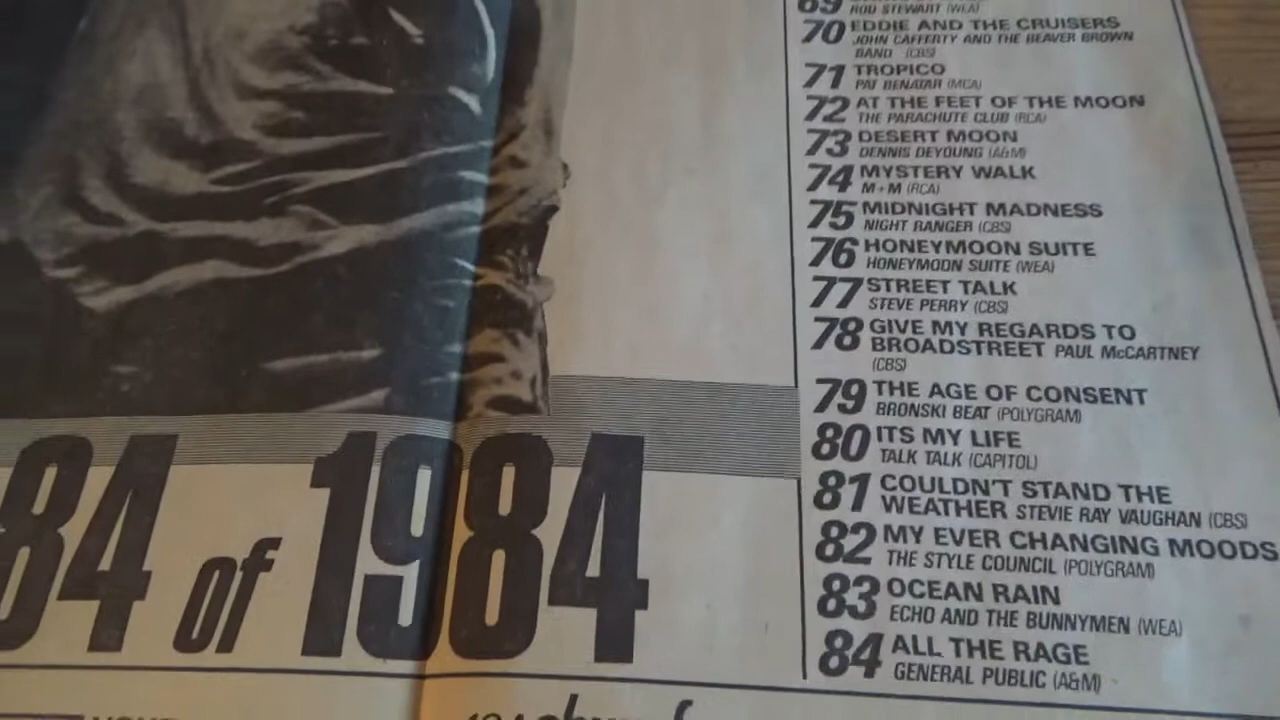 69
ROD STEWART (WEA)
70 EDDIE AND THE CRUISERS
JOHN CAFFERTY AND THE BEAVER BROWN
BAND (CBS)
71 TROPICO
PAT BENATAR (MCA)
72 AT THE FEET OF THE MOON
THE PARACHUTE CLUB (RCA)
73 DESERT MOON
DENNIS DEYOUNG (A&M)
74 MYSTERY WALK
M+M (RCA)
75 MIDNIGHT MADNESS
NIGHT RANGER (CBS)
76 HONEYMOON SUITE
HONEYMOON SUITE (WEA)
77 STREET TALK
STEVE PERRY (CBS)
78 GIVE MY REGARDS TO
BROADSTREET PAUL McCARTNEY
(CBS)
79 THE AGE OF CONSENT
BRONSKI BEAT (POLYGRAM)
80 ITS MY LIFE
TALK TALK (CAPITOL)
81 COULDN'T STAND THE
WEATHER STEVIE RAY VAUGHAN (CBS)
82 MY EVER CHANGING MOODS
THE STYLE COUNCIL (POLYGRAM)
83 OCEAN RAIN
ECHO AND THE BUNNYMEN (WEA)
84 ALL THE RAGE
GENERAL PUBLIC (A&M)
84 of 1984